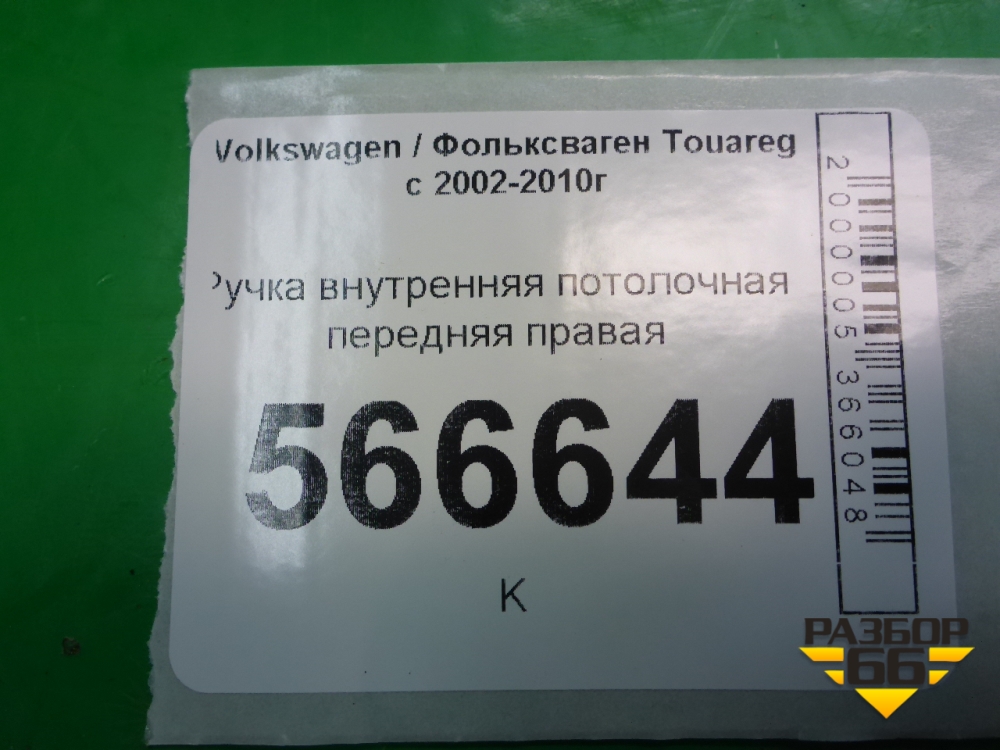 Volkswagen / Фольксваген Touareg
с 2002-2010г
Ручка внутренняя потолочная
передняя правая
566644
К
2000005366048
РАЗБОР
66